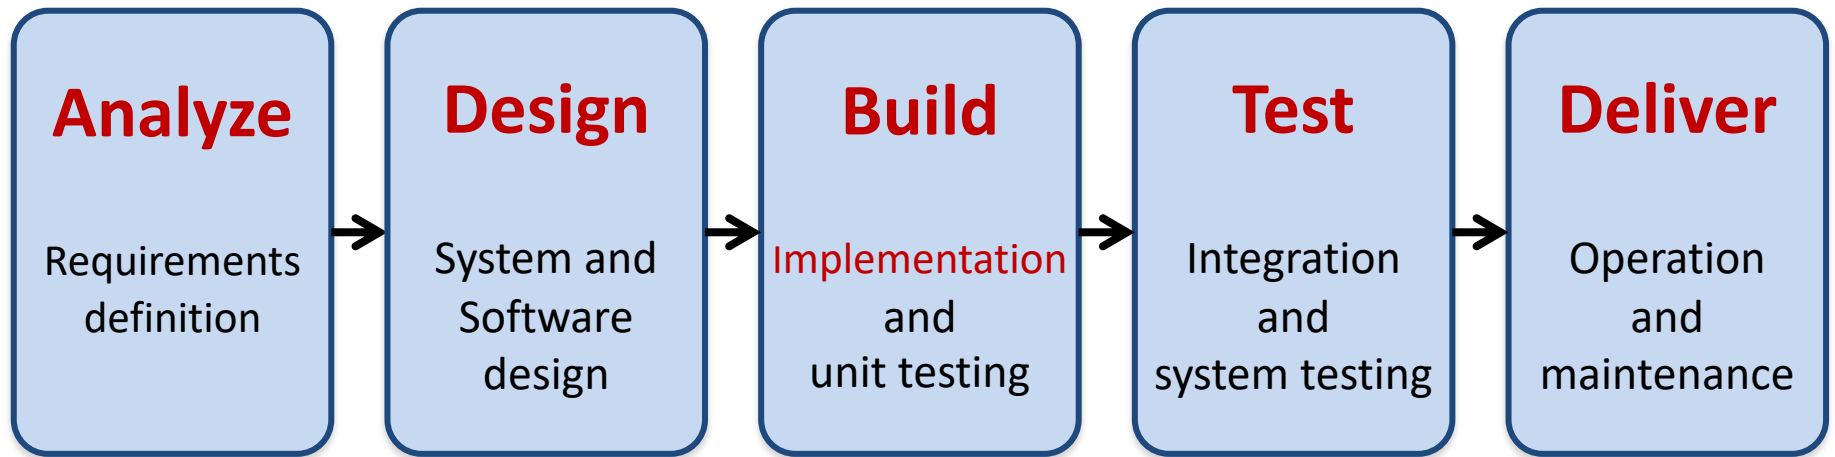 Analyze
Requirements
definition
Design
System and
Software
design
Build
Implementation
and
unit testing
Test
Integration
and
system testing
Deliver
Operation
and
maintenance